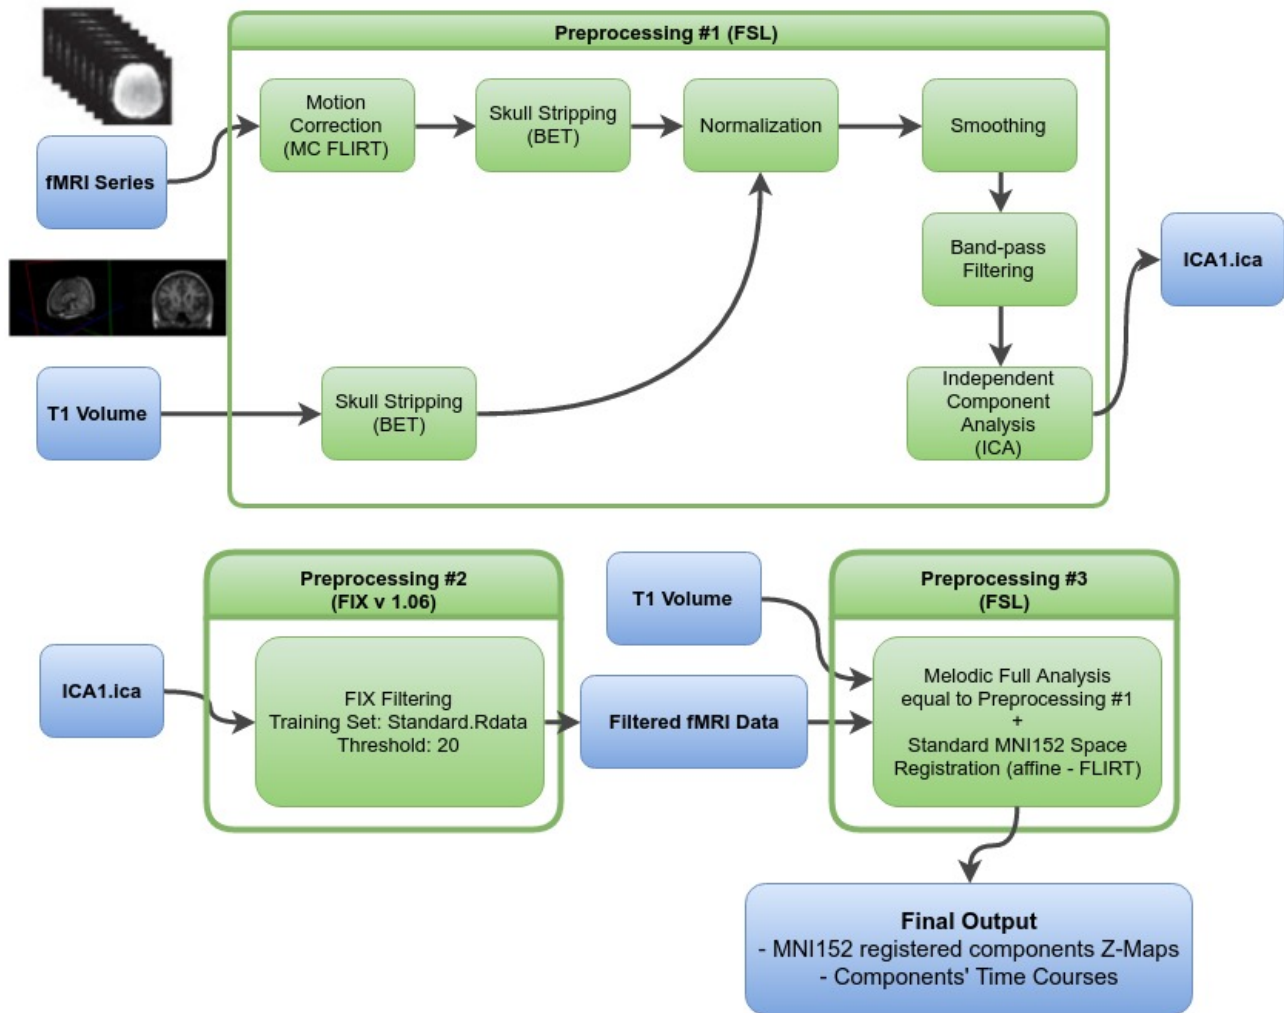 Preprocessing #1 (FSL)
fMRI Series
Motion
Correction
(MC FLIRT)
Skull Stripping
(BET)
Normalization
Smoothing
Band-pass
Filtering
Independent
Component
Analysis
(ICA)
ICA1.ica
T1 Volume
Skull Stripping
(BET)
Preprocessing #2
(FIX v 1.06)
ICA1.ica
FIX Filtering
Training Set: Standard.Rdata
Threshold: 20
T1 Volume
Filtered fMRI Data
Preprocessing #3
(FSL)
Melodic Full Analysis
equal to Preprocessing #1
+
Standard MNI152 Space
Registration (affine - FLIRT)
Final Output
- MNI152 registered components Z-Maps
- Components' Time Courses